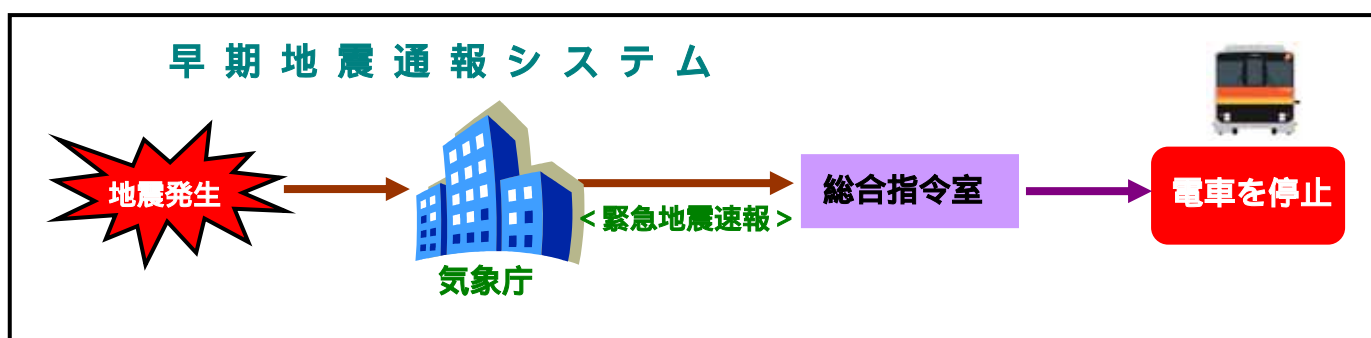 早期地震通報システム
地震発生
気象庁
<緊急地震速報>
総合指令室
電車を停止